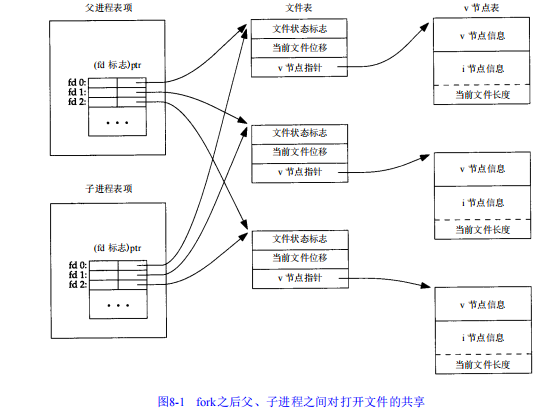 父进程表项
(fd 标志)ptr
fd 0:
fd 1:
fd 2:
• • •
子进程表项
(fd 标志)ptr
fd 0:
fd 1:
fd 2:
• • •
文件表
文件状态标志
当前文件位移
v 节点指针
文件状态标志
当前文件位移
v 节点指针
文件状态标志
当前文件位移
v 节点指针
v 节点表
v 节点信息
i 节点信息
当前文件长度
v 节点信息
i 节点信息
当前文件长度
v 节点信息
i 节点信息
当前文件长度
图8-1 fork之后父、子进程之间对打开文件的共享